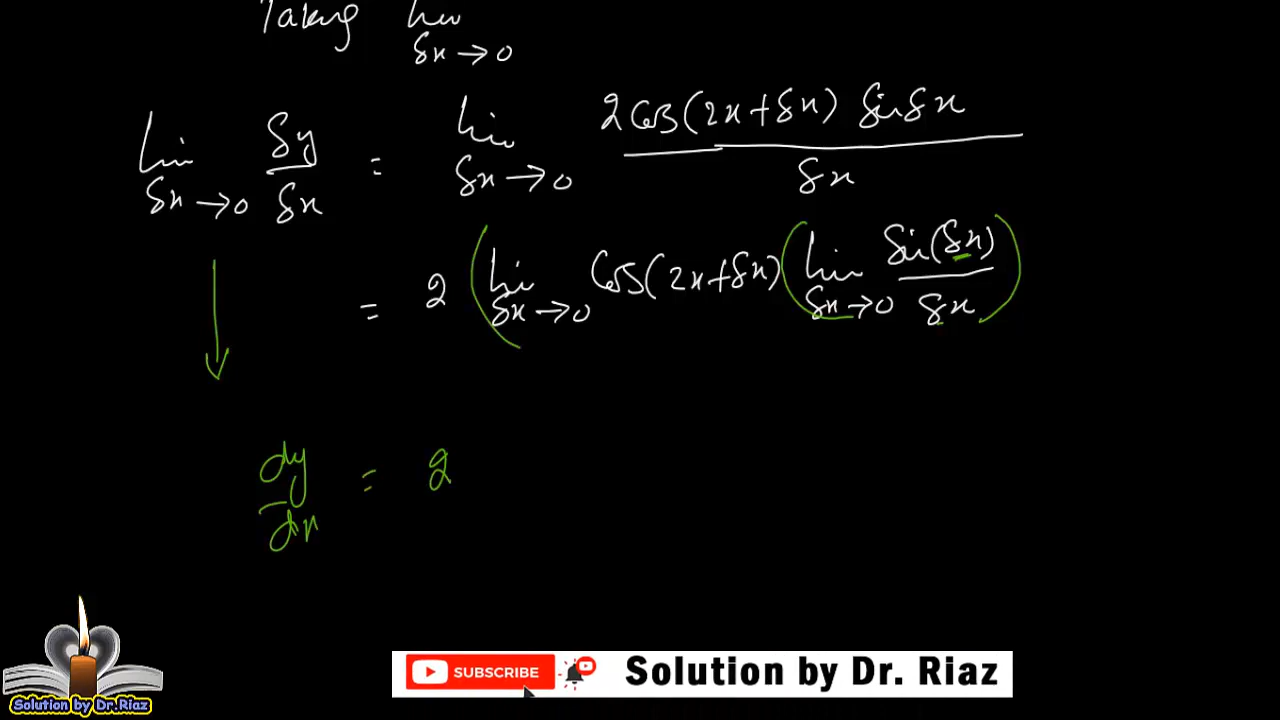 Taking lim
δx → 0
lim δx → 0 δy/δx = lim δx → 0 2cos(2x+δx) sin δx / δx
= 2 ( lim δx → 0 cos(2x+δx) ( lim δx → 0 sin(δx) / δx )
dy/dx = 2
SUBSCRIBE Solution by Dr. Riaz
Solution by Dr.Riaz